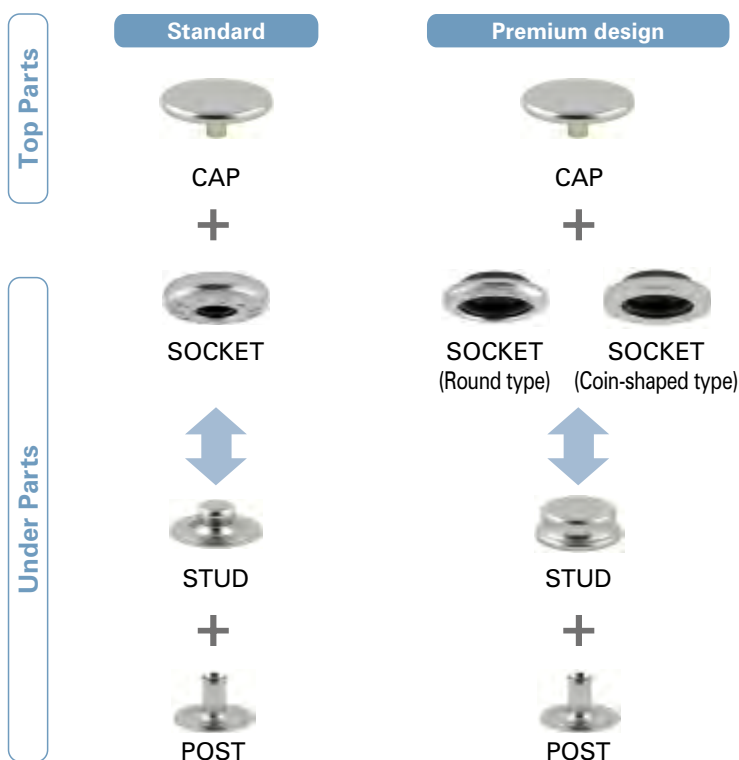 Standard
Premium design
Top Parts
CAP
CAP
+
+
Under Parts
SOCKET
SOCKET
(Round type)
SOCKET
(Coin-shaped type)
STUD
STUD
+
+
POST
POST